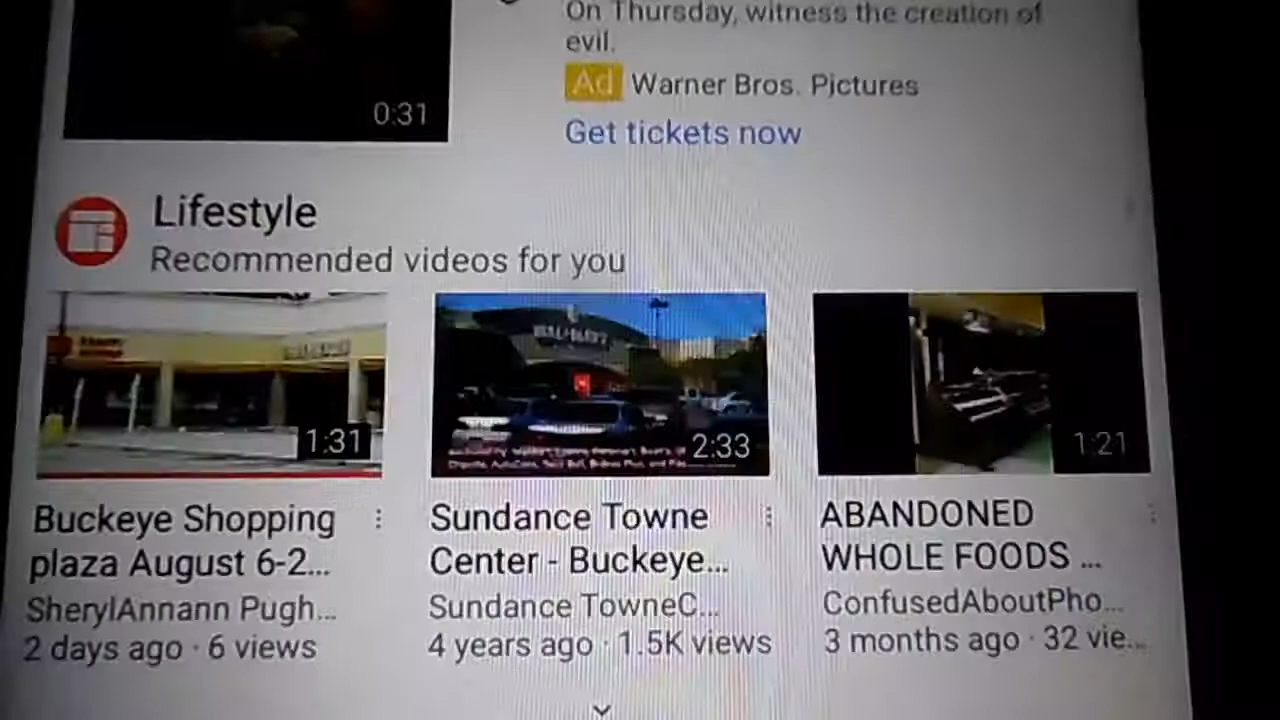 On Thursday, witness the creation of
evil.
Ad Warner Bros. Pictures
Get tickets now
0:31
Lifestyle
Recommended videos for you
1:31
WAL-MART
2:33
1:21
Buckeye Shopping
plaza August 6-2...
SherylAnnann Pugh...
2 days ago · 6 views
Sundance Towne
Center - Buckeye...
Sundance TowneC...
4 years ago · 1.5K views
ABANDONED
WHOLE FOODS ...
ConfusedAboutPho...
3 months ago · 32 vie...